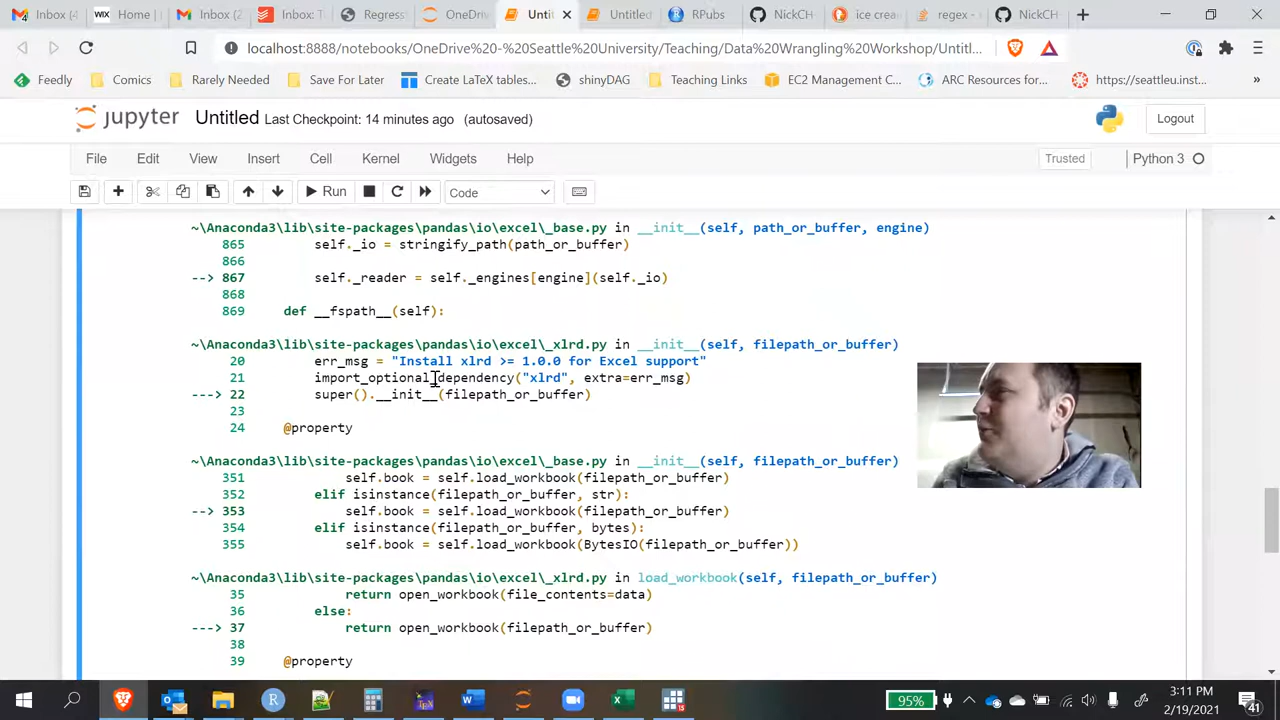 Inbox (4
Home |
Inbox (2
Inbox: T
Regress
OneDriv
Untit
Untitled
RPubs
NickCH
ice crea
regex -
NickCH
localhost:8888/notebooks/OneDrive%20-%20Seattle%20University/Teaching/Data%20Wrangling%20Workshop/Untitl...
Feedly Comics Rarely Needed Save For Later Create LaTeX tables... shinyDAG Teaching Links EC2 Management C... ARC Resources for... https://seattleu.inst... »
jupyter Untitled Last Checkpoint: 14 minutes ago (autosaved) Logout
File Edit View Insert Cell Kernel Widgets Help Trusted Python 3
Run Code
~\Anaconda3\lib\site-packages\pandas\io\excel\_base.py in __init__(self, path_or_buffer, engine)
865 self._io = stringify_path(path_or_buffer)
866
--> 867 self._reader = self._engines[engine](self._io)
868
869 def __fspath__(self):
~\Anaconda3\lib\site-packages\pandas\io\excel\_xlrd.py in __init__(self, filepath_or_buffer)
20 err_msg = "Install xlrd >= 1.0.0 for Excel support"
21 import_optional_dependency("xlrd", extra=err_msg)
---> 22 super().__init__(filepath_or_buffer)
23
24 @property
~\Anaconda3\lib\site-packages\pandas\io\excel\_base.py in __init__(self, filepath_or_buffer)
351 self.book = self.load_workbook(filepath_or_buffer)
352 elif isinstance(filepath_or_buffer, str):
--> 353 self.book = self.load_workbook(filepath_or_buffer)
354 elif isinstance(filepath_or_buffer, bytes):
355 self.book = self.load_workbook(BytesIO(filepath_or_buffer))
~\Anaconda3\lib\site-packages\pandas\io\excel\_xlrd.py in load_workbook(self, filepath_or_buffer)
35 return open_workbook(file_contents=data)
36 else:
---> 37 return open_workbook(filepath_or_buffer)
38
39 @property
95%
3:11 PM
2/19/2021
41